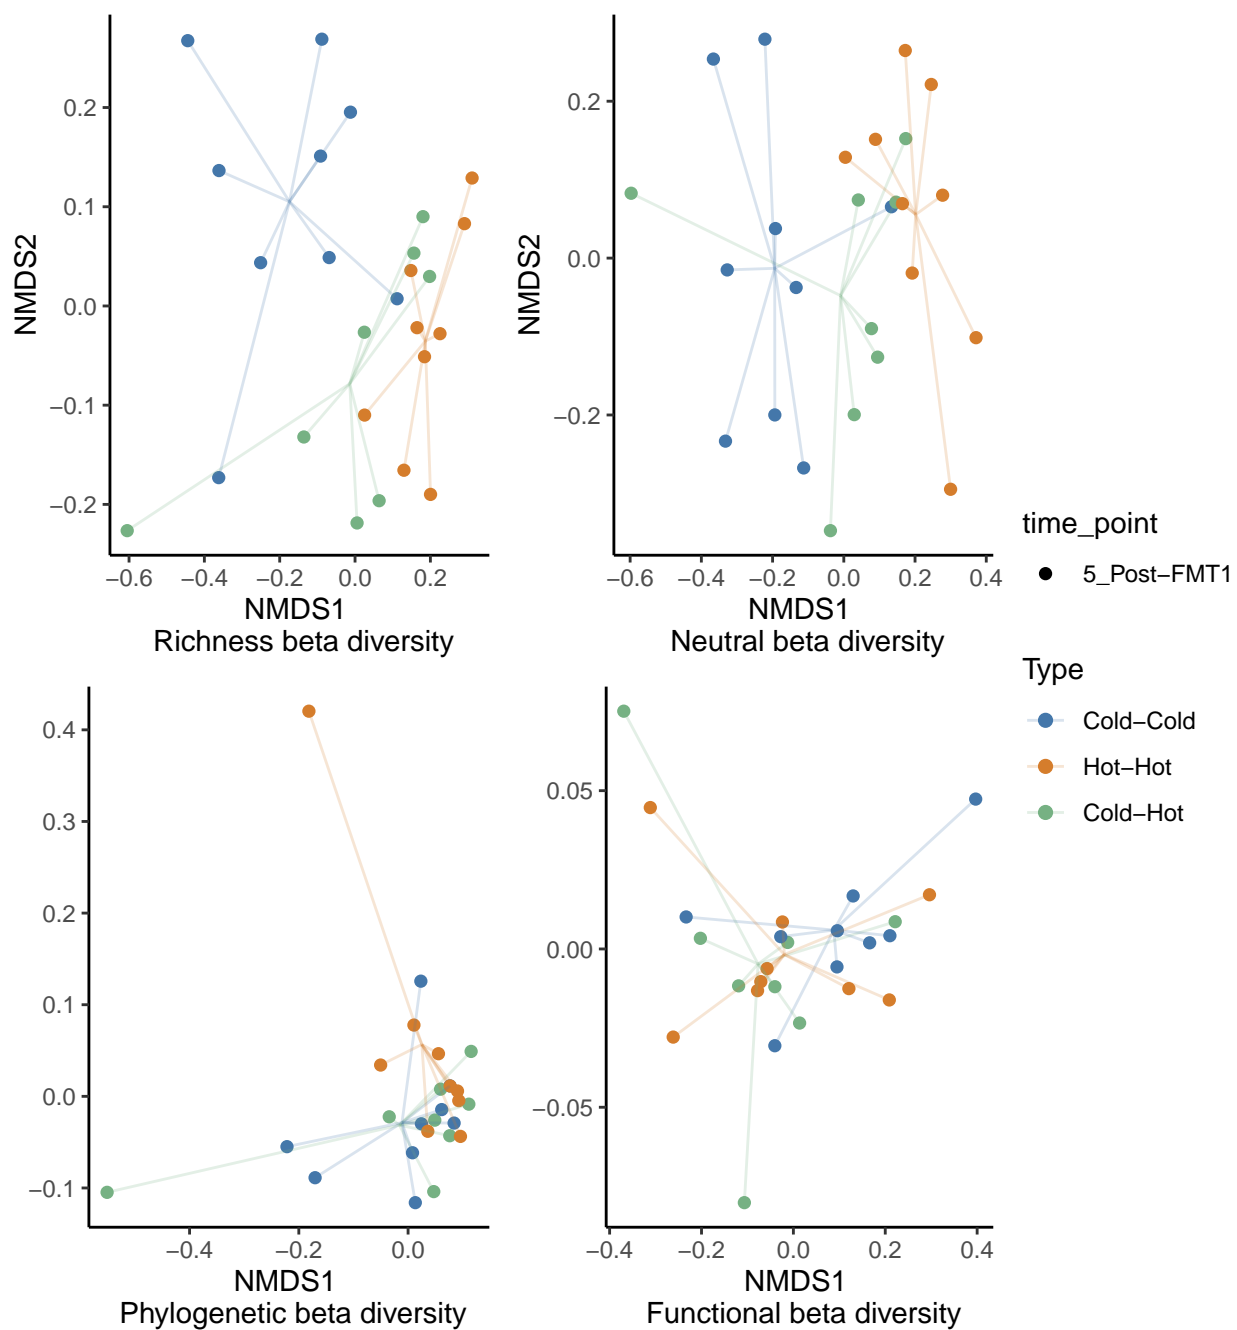 NMDS2
0.2
0.1
0.0
−0.1
−0.2
−0.6
−0.4
−0.2
0.0
0.2
NMDS1
Richness beta diversity
NMDS2
0.2
0.0
−0.2
−0.6
−0.4
−0.2
0.0
0.2
0.4
NMDS1
Neutral beta diversity
time_point
5_Post−FMT1
Type
Cold−Cold
Hot−Hot
Cold−Hot
0.4
0.3
0.2
0.1
0.0
−0.1
−0.4
−0.2
0.0
NMDS1
Phylogenetic beta diversity
0.05
0.00
−0.05
−0.4
−0.2
0.0
0.2
0.4
NMDS1
Functional beta diversity